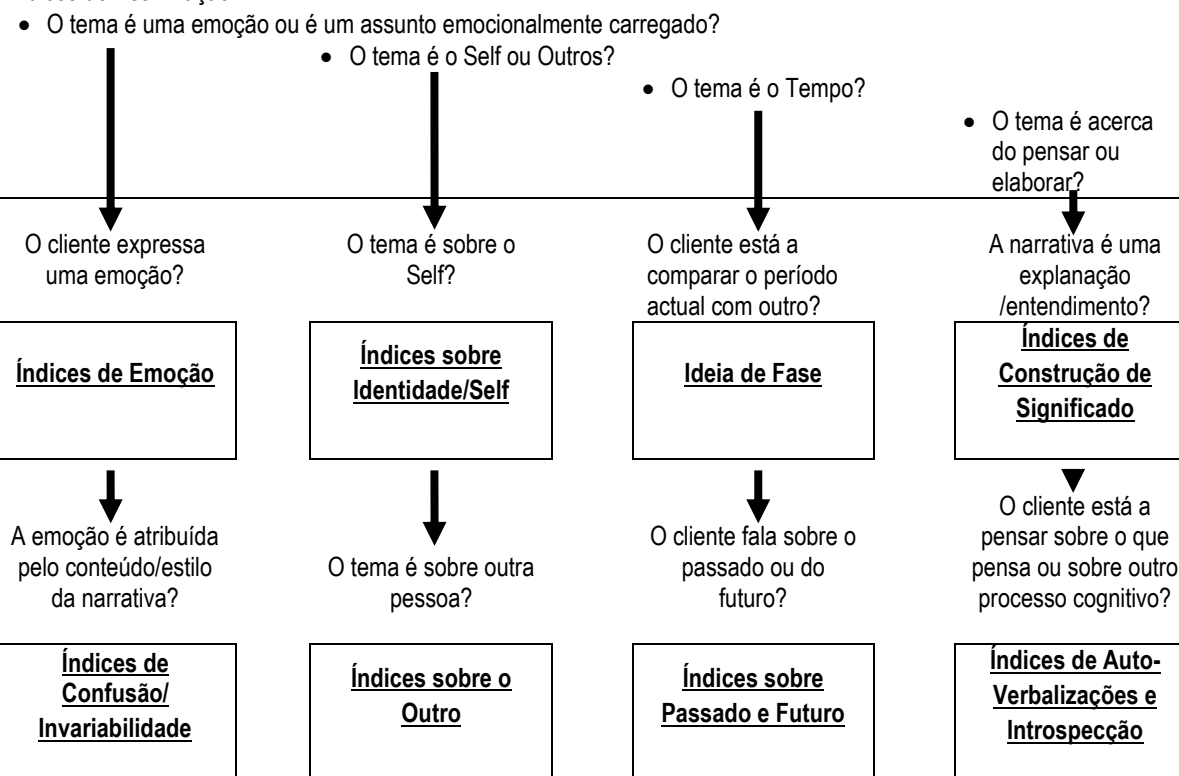 • O tema é uma emoção ou é um assunto emocionalmente carregado?
• O tema é o Self ou Outros?
• O tema é o Tempo?
• O tema é acerca
do pensar ou
elaborar?
O cliente expressa
uma emoção?
O tema é sobre o
Self?
O cliente está a
comparar o período
actual com outro?
A narrativa é uma
explanação
/entendimento?
Índices de Emoção
Índices sobre
Identidade/Self
Ideia de Fase
Índices de
Construção de
Significado
A emoção é atribuída
pelo conteúdo/estilo
da narrativa?
O tema é sobre outra
pessoa?
O cliente fala sobre o
passado ou do
futuro?
O cliente está a
pensar sobre o que
pensa ou sobre outro
processo cognitivo?
Índices de
Confusão/
Invariabilidade
Índices sobre o
Outro
Índices sobre
Passado e Futuro
Índices de Auto-
Verbalizações e
Introspecção